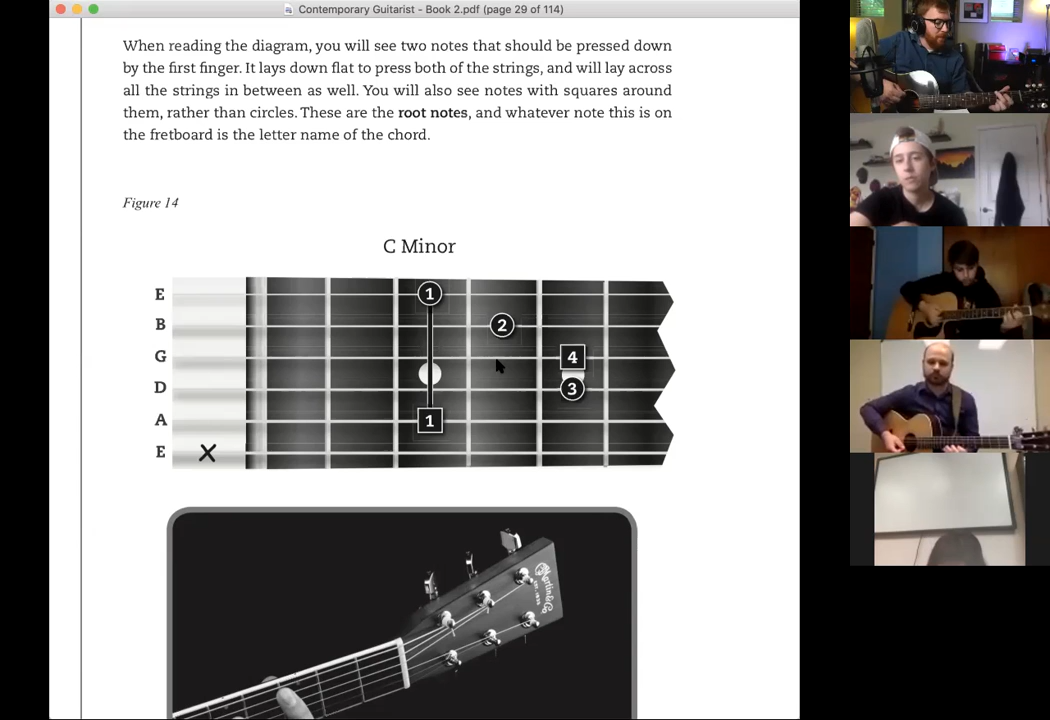 Contemporary Guitarist - Book 2.pdf (page 29 of 114)
When reading the diagram, you will see two notes that should be pressed down
by the first finger. It lays down flat to press both of the strings, and will lay across
all the strings in between as well. You will also see notes with squares around
them, rather than circles. These are the root notes, and whatever note this is on
the fretboard is the letter name of the chord.
Figure 14
C Minor
E 1
B 2
G 4
D 3
A 1
E X
Martin & Co
EST. 1833